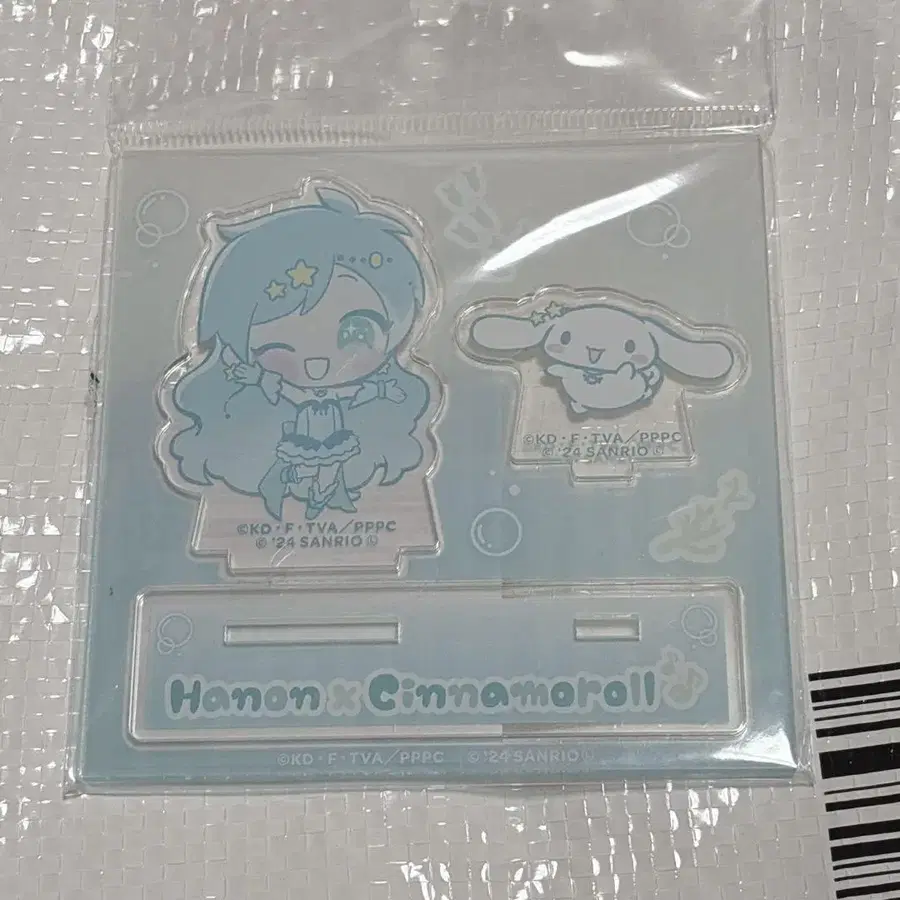 ©KD・F・TVA/PPPC
© '24 SANRIO Ⓛ
©KD・F・TVA/PPPC
© '24 SANRIO Ⓛ
Hanon x Cinnamoroll
©KD・F・TVA/PPPC © '24 SANRIO Ⓛ